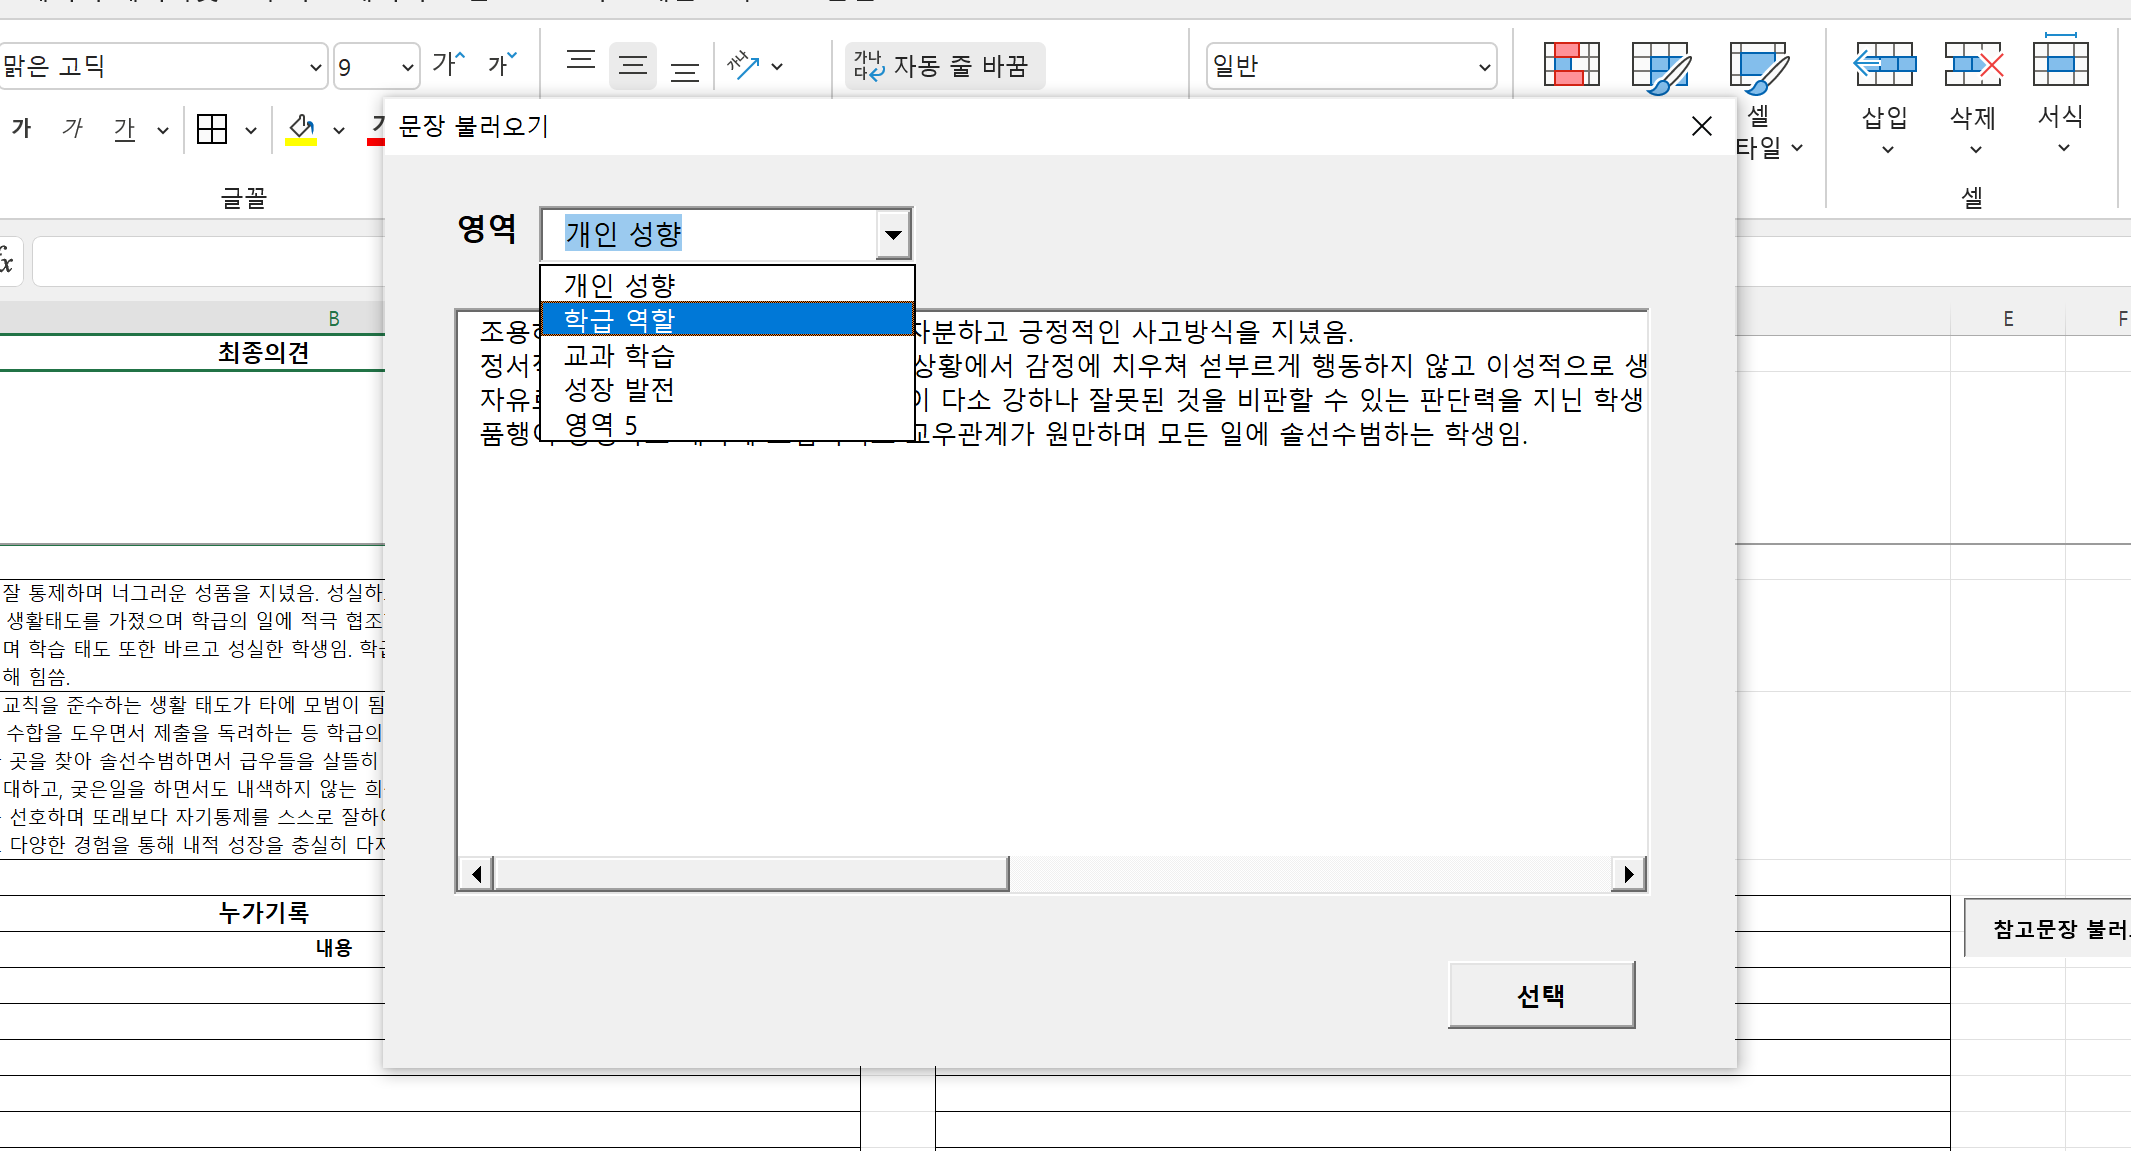 맑은 고딕
9
가
가
가나다
자동 줄 바꿈
일반
가
가
가
글꼴
셀
타일
삽입
삭제
서식
셀
fx
문장 불러오기
영역
개인 성향
개인 성향
학급 역할
교과 학습
성장 발전
영역 5
자분하고 긍정적인 사고방식을 지녔음.
상황에서 감정에 치우쳐 섣부르게 행동하지 않고 이성적으로 생
다소 강하나 잘못된 것을 비판할 수 있는 판단력을 지닌 학생
교우관계가 원만하며 모든 일에 솔선수범하는 학생임.
선택
B
E
F
최종의견
잘 통제하며 너그러운 성품을 지녔음. 성실하
생활태도를 가졌으며 학급의 일에 적극 협조
며 학습 태도 또한 바르고 성실한 학생임. 학급
해 힘씀.
교칙을 준수하는 생활 태도가 타에 모범이 됨
수합을 도우면서 제출을 독려하는 등 학급의
곳을 찾아 솔선수범하면서 급우들을 살뜰히
대하고, 궂은일을 하면서도 내색하지 않는 희
선호하며 또래보다 자기통제를 스스로 잘하
다양한 경험을 통해 내적 성장을 충실히 다지
누가기록
내용
참고문장 불러